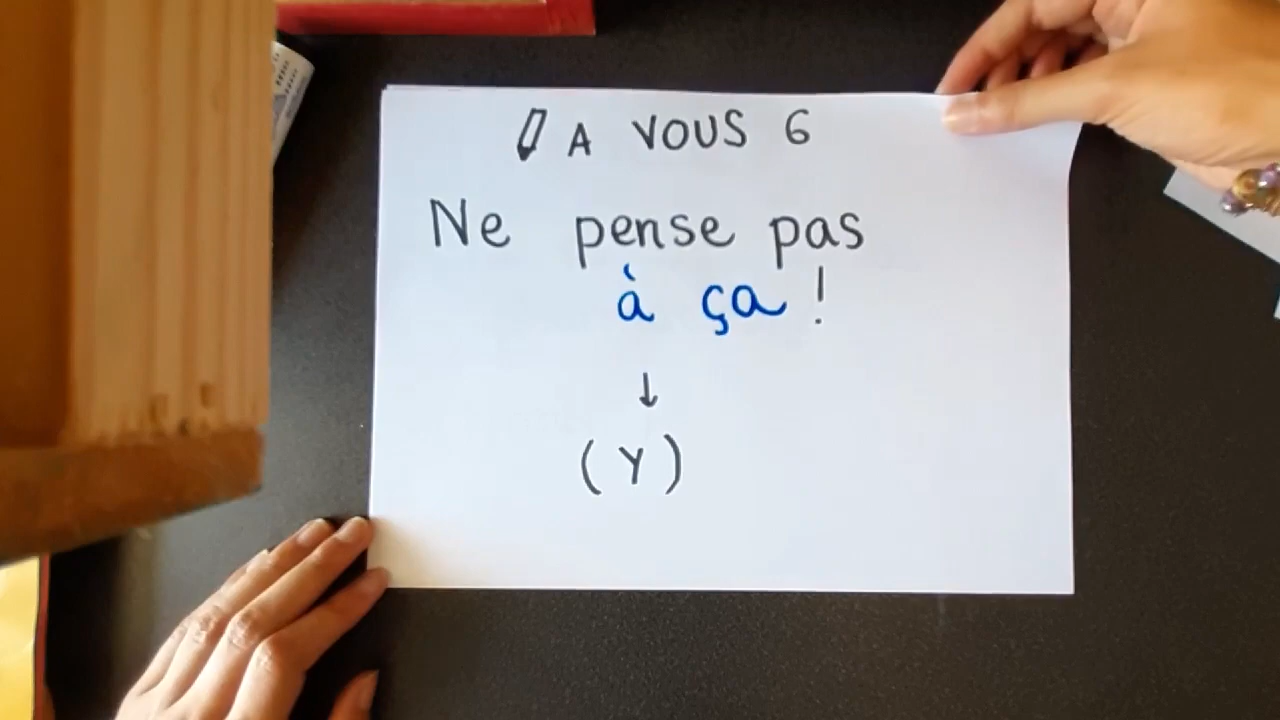 A VOUS 6
Ne pense pas
à ça !
↓
(Y)